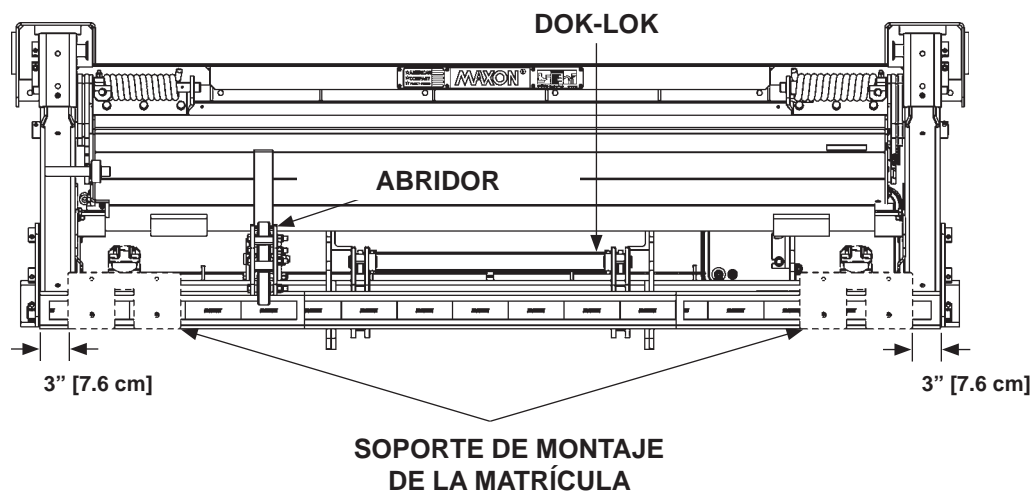 DOK-LOK
MAXON®
ABRIDOR
3” [7.6 cm]
3” [7.6 cm]
SOPORTE DE MONTAJE
DE LA MATRÍCULA